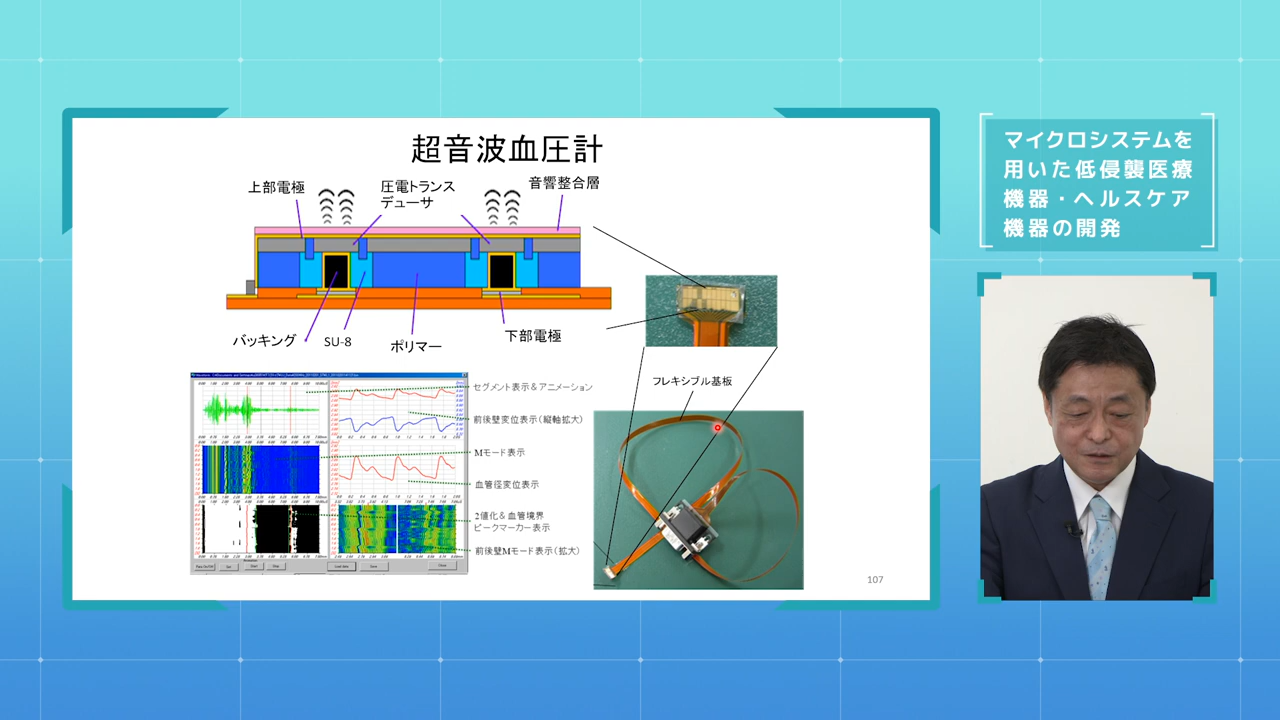 超音波血圧計
上部電極
圧電トランス
デューサ
音響整合層
バッキング
SU-8
ポリマー
下部電極
フレキシブル基板
セグメント表示&アニメーション
前後壁変位表示(縦軸拡大)
Mモード表示
血管径変位表示
2値化&血管境界
ピークマーカー表示
前後壁Mモード表示(拡大)
107
マイクロシステムを
用いた低侵襲医療
機器・ヘルスケア
機器の開発